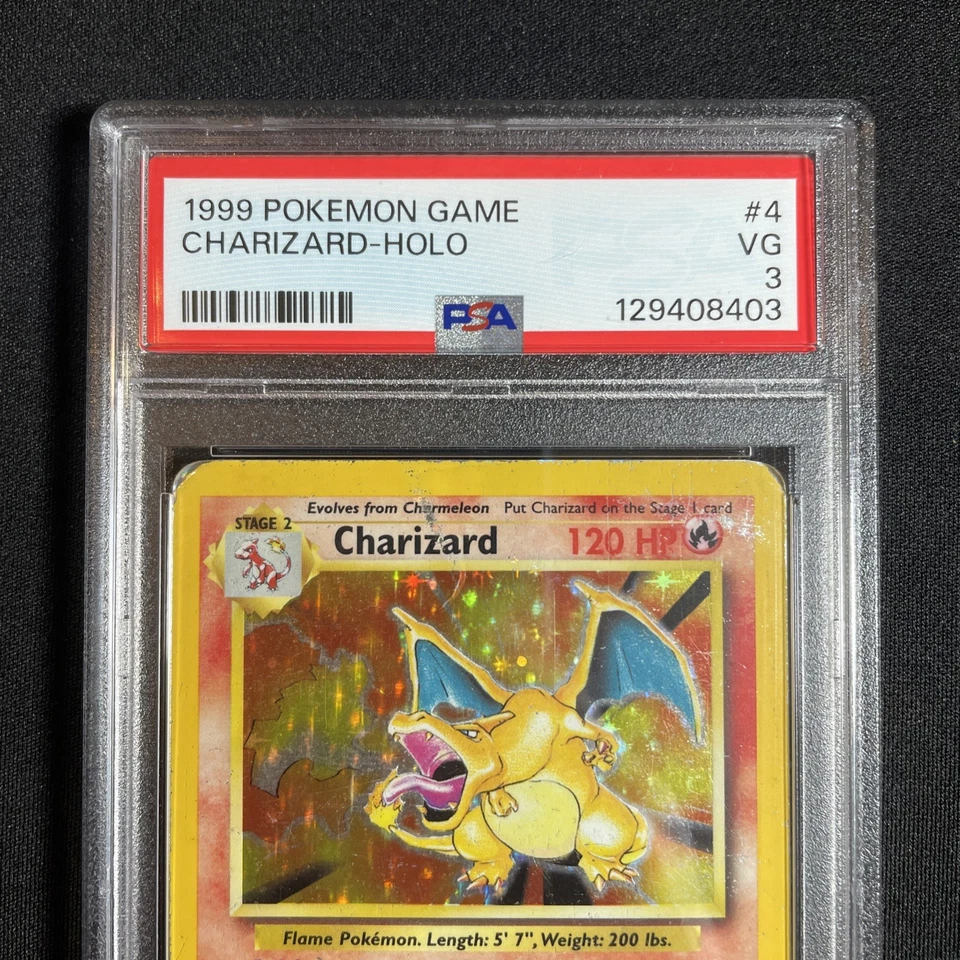 1999 POKEMON GAME #4
CHARIZARD-HOLO VG
3
PSA 129408403
Evolves from Charmeleon Put Charizard on the Stage 1 card
STAGE 2
Charizard 120 HP
Flame Pokémon. Length: 5' 7", Weight: 200 lbs.